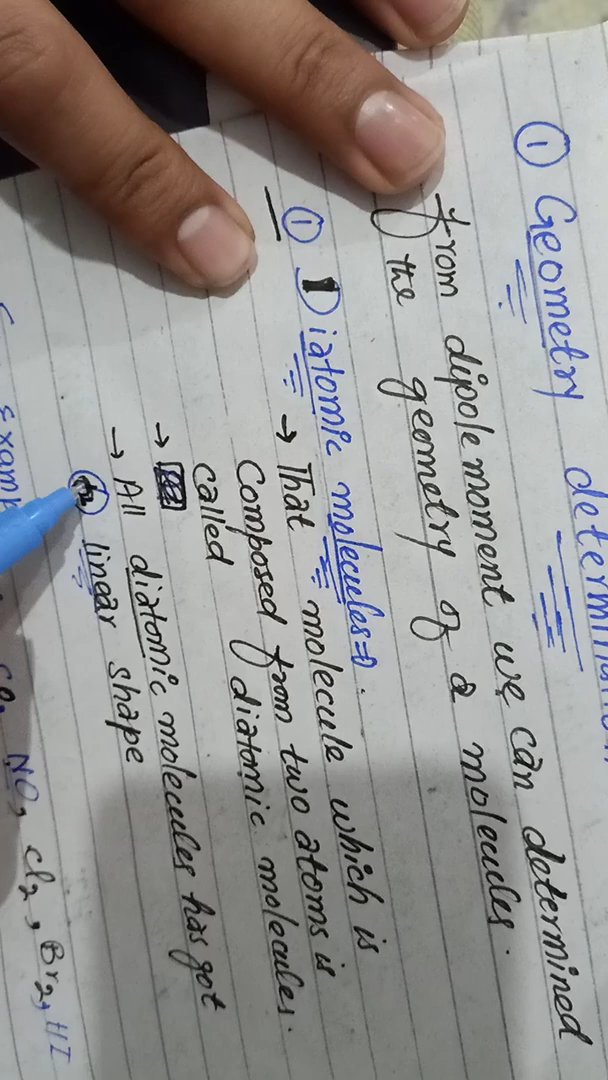 ① Geometry determination
From dipole moment we can determined
the geometry of a molecules.
① Diatomic molecules ⇒
→ That molecule which is
composed from two atoms is
called diatomic molecules.
→
→ All diatomic molecules has got
linear shape
NO, Cl₂, Br₂, HI